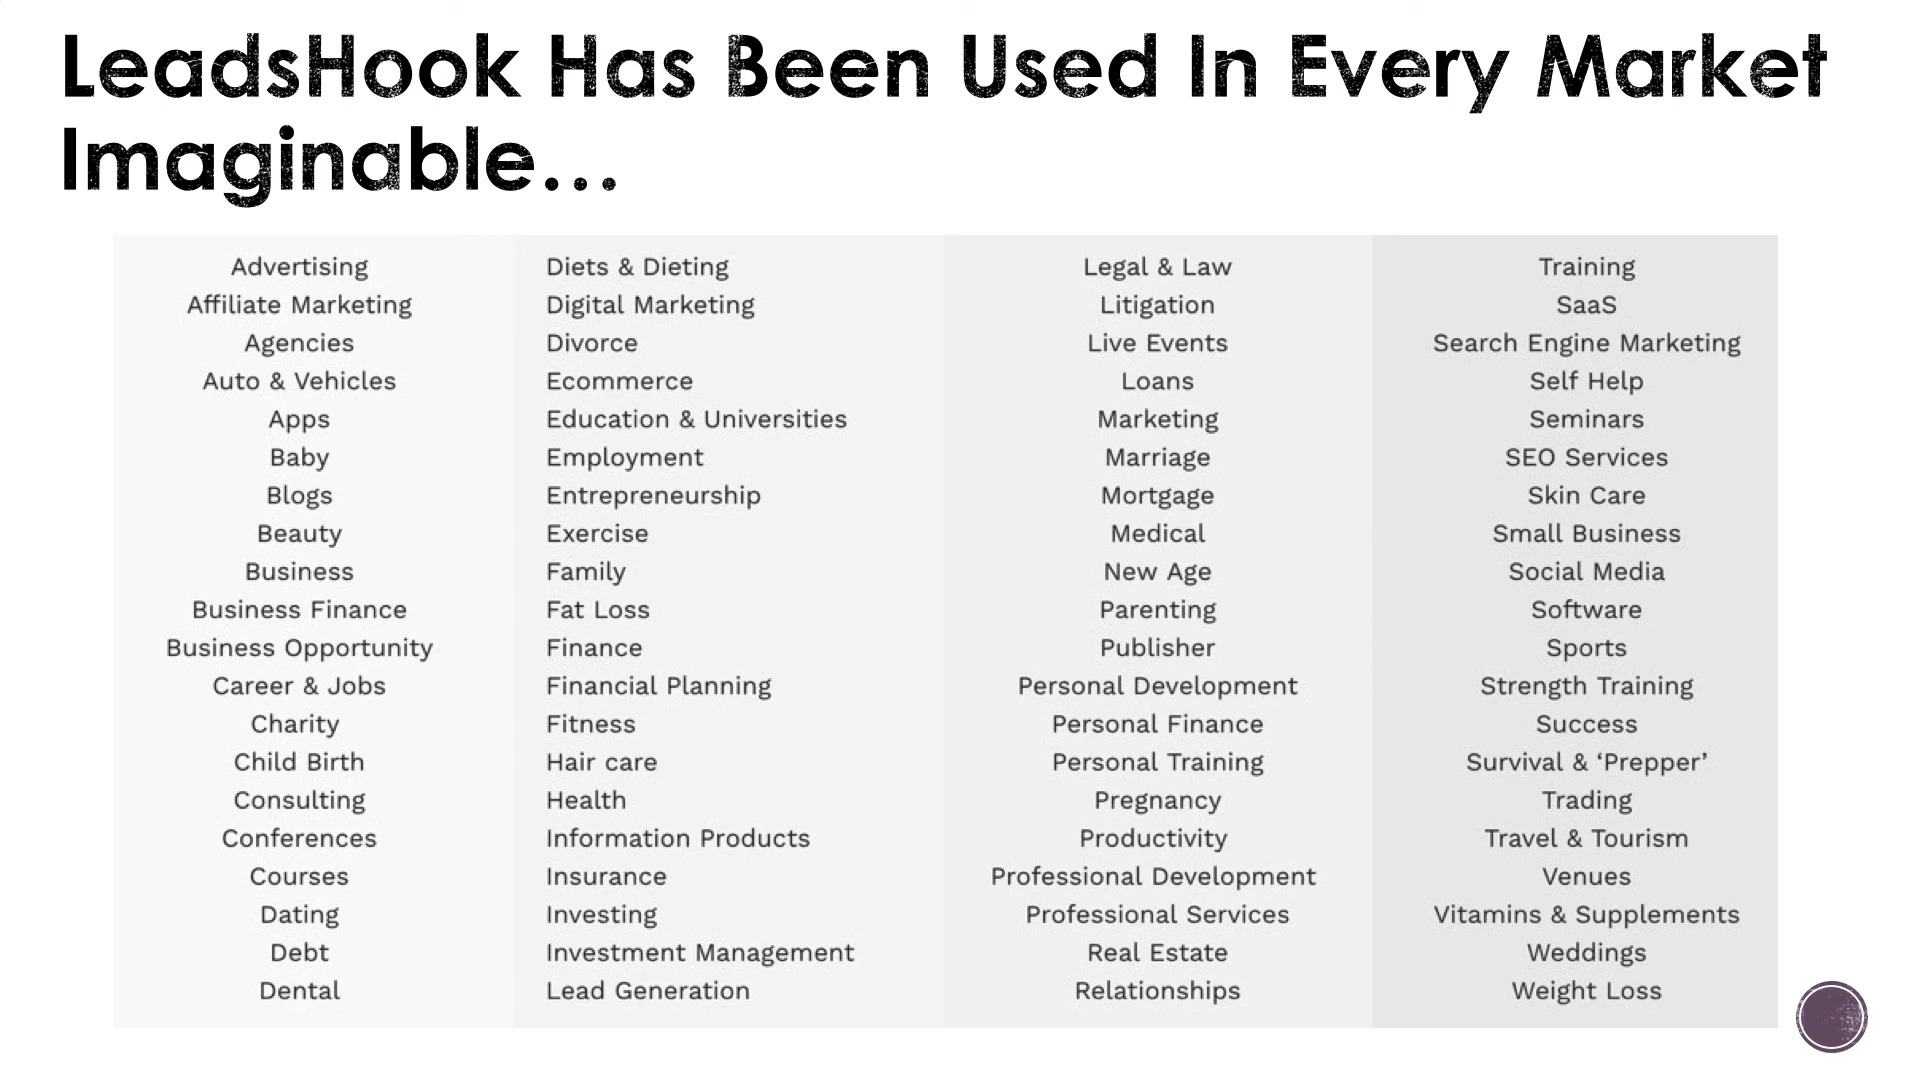 LeadsHook Has Been Used In Every Market
Imaginable...
Advertising
Affiliate Marketing
Agencies
Auto & Vehicles
Apps
Baby
Blogs
Beauty
Business
Business Finance
Business Opportunity
Career & Jobs
Charity
Child Birth
Consulting
Conferences
Courses
Dating
Debt
Dental
Diets & Dieting
Digital Marketing
Divorce
Ecommerce
Education & Universities
Employment
Entrepreneurship
Exercise
Family
Fat Loss
Finance
Financial Planning
Fitness
Hair care
Health
Information Products
Insurance
Investing
Investment Management
Lead Generation
Legal & Law
Litigation
Live Events
Loans
Marketing
Marriage
Mortgage
Medical
New Age
Parenting
Publisher
Personal Development
Personal Finance
Personal Training
Pregnancy
Productivity
Professional Development
Professional Services
Real Estate
Relationships
Training
SaaS
Search Engine Marketing
Self Help
Seminars
SEO Services
Skin Care
Small Business
Social Media
Software
Sports
Strength Training
Success
Survival & ‘Prepper’
Trading
Travel & Tourism
Venues
Vitamins & Supplements
Weddings
Weight Loss